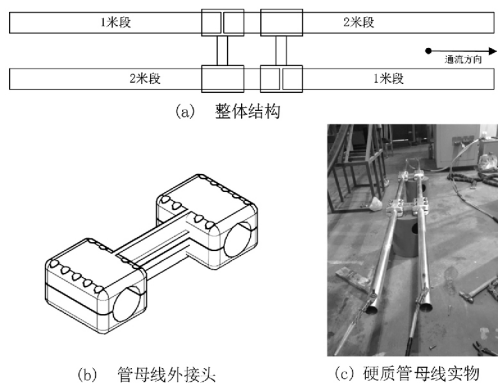 1米段
2米段
2米段
1米段
通流方向
(a) 整体结构
(b) 管母线外接头
(c) 硬质管母线实物